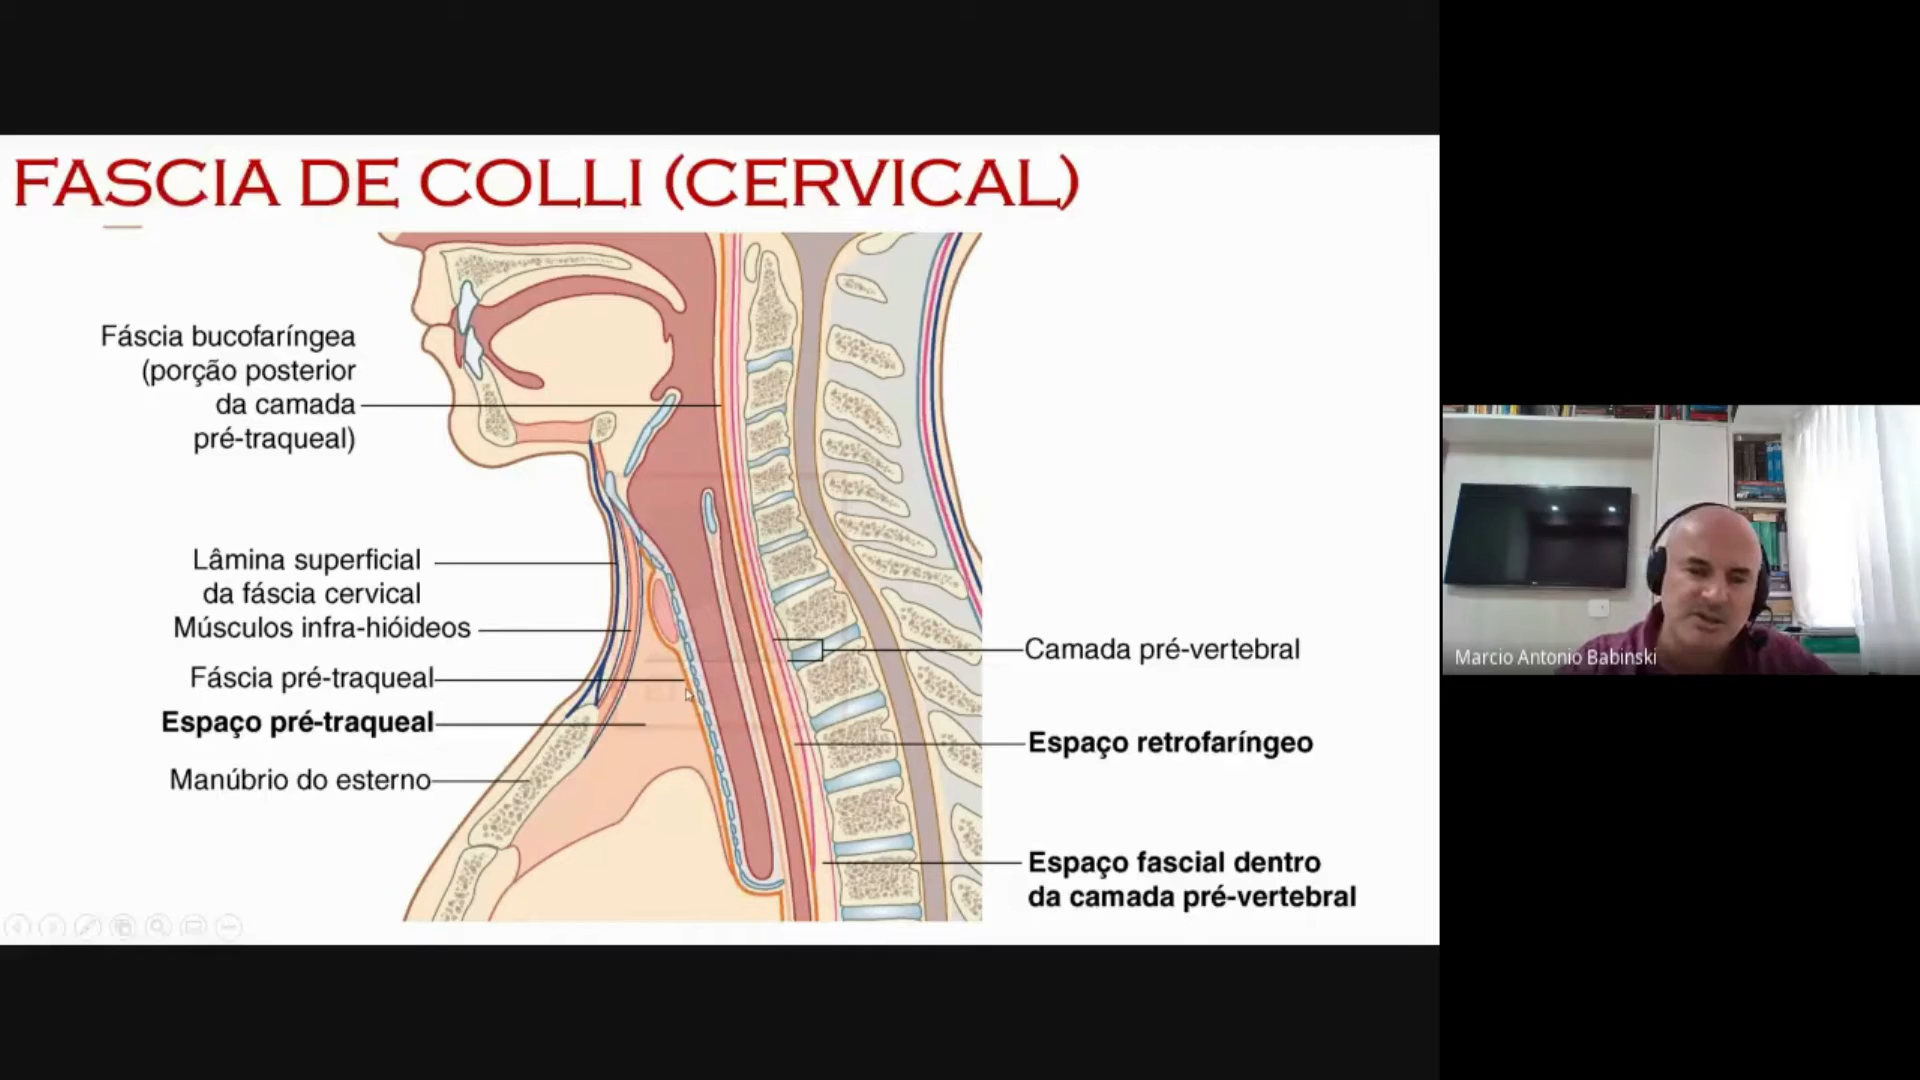 FASCIA DE COLLI (CERVICAL)
Fáscia bucofaríngea
(porção posterior
da camada
pré-traqueal)
Lâmina superficial
da fáscia cervical
Músculos infra-hióideos
Fáscia pré-traqueal
Espaço pré-traqueal
Manúbrio do esterno
Camada pré-vertebral
Espaço retrofaríngeo
Espaço fascial dentro
da camada pré-vertebral
Marcio Antonio Babinski